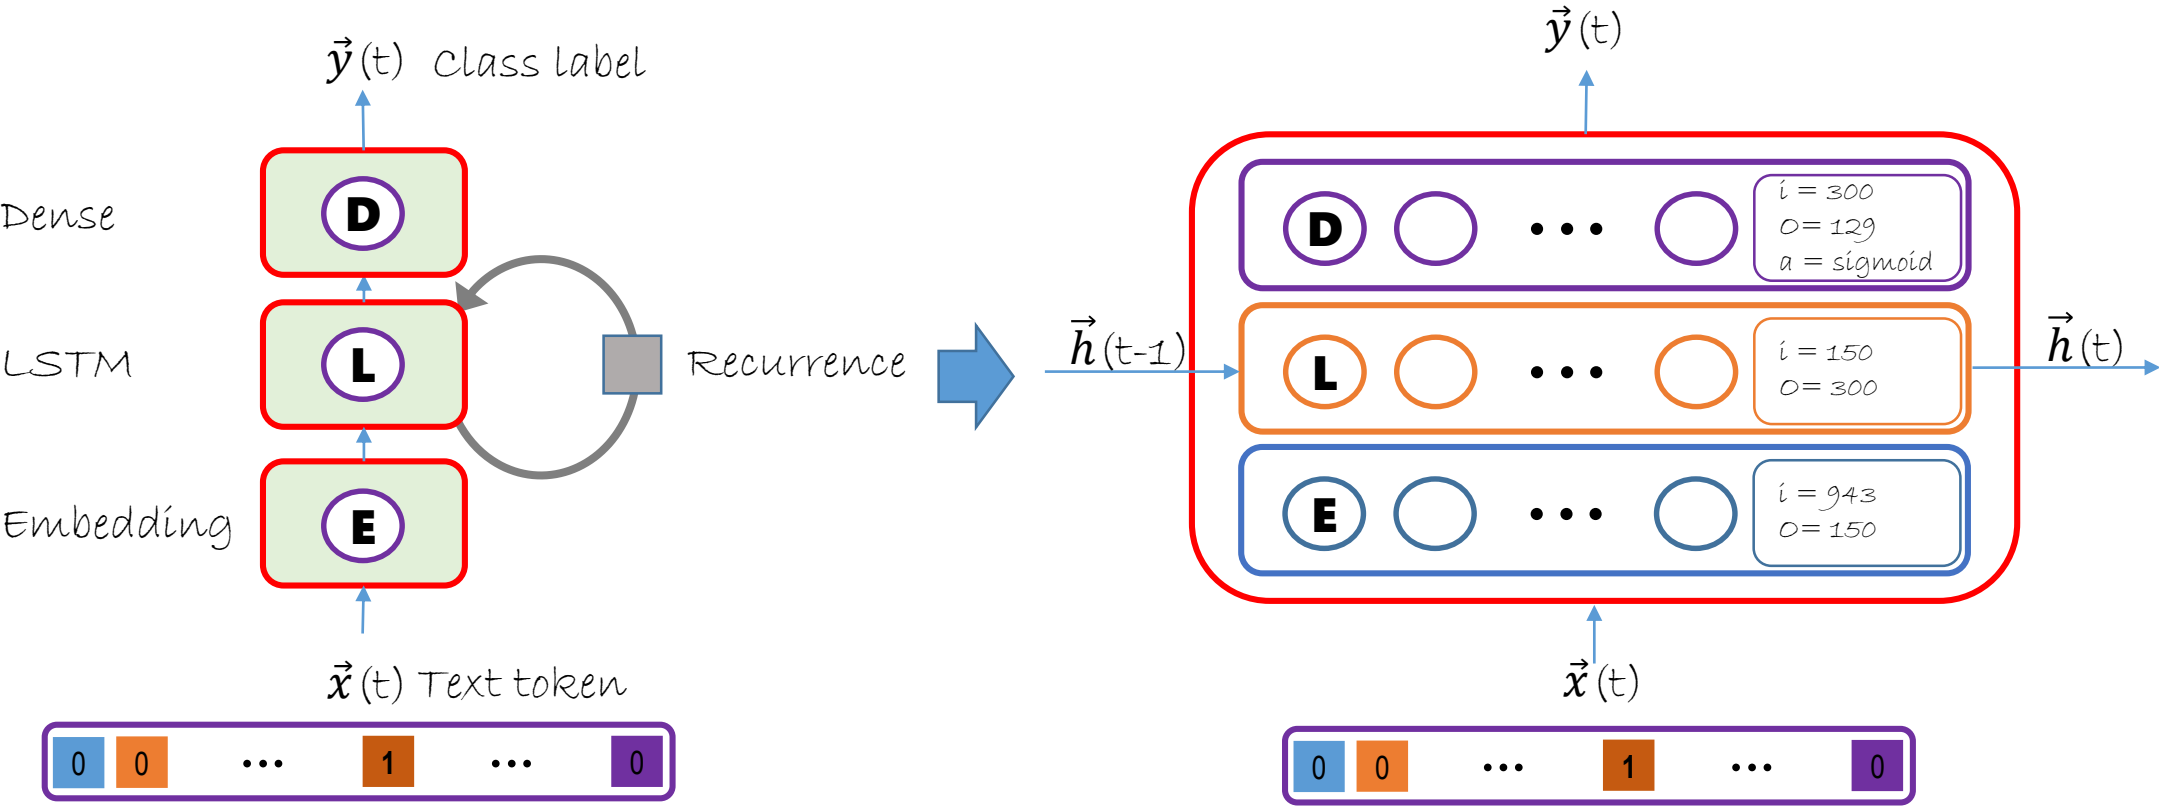 y⃗(t) Class label
Dense
D
LSTM
L
Recurrence
Embedding
E
x⃗(t) Text token
0 0 ... 1 ... 0
y⃗(t)
D ...
i = 300
O = 129
a = sigmoid
h⃗(t-1)
L ...
i = 150
O = 300
h⃗(t)
E ...
i = 943
O = 150
x⃗(t)
0 0 ... 1 ... 0